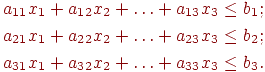 a₁₁x₁ + a₁₂x₂ + … + a₁₃x₃ ≤ b₁;
a₂₁x₁ + a₂₂x₂ + … + a₂₃x₃ ≤ b₂;
a₃₁x₁ + a₃₂x₂ + … + a₃₃x₃ ≤ b₃.